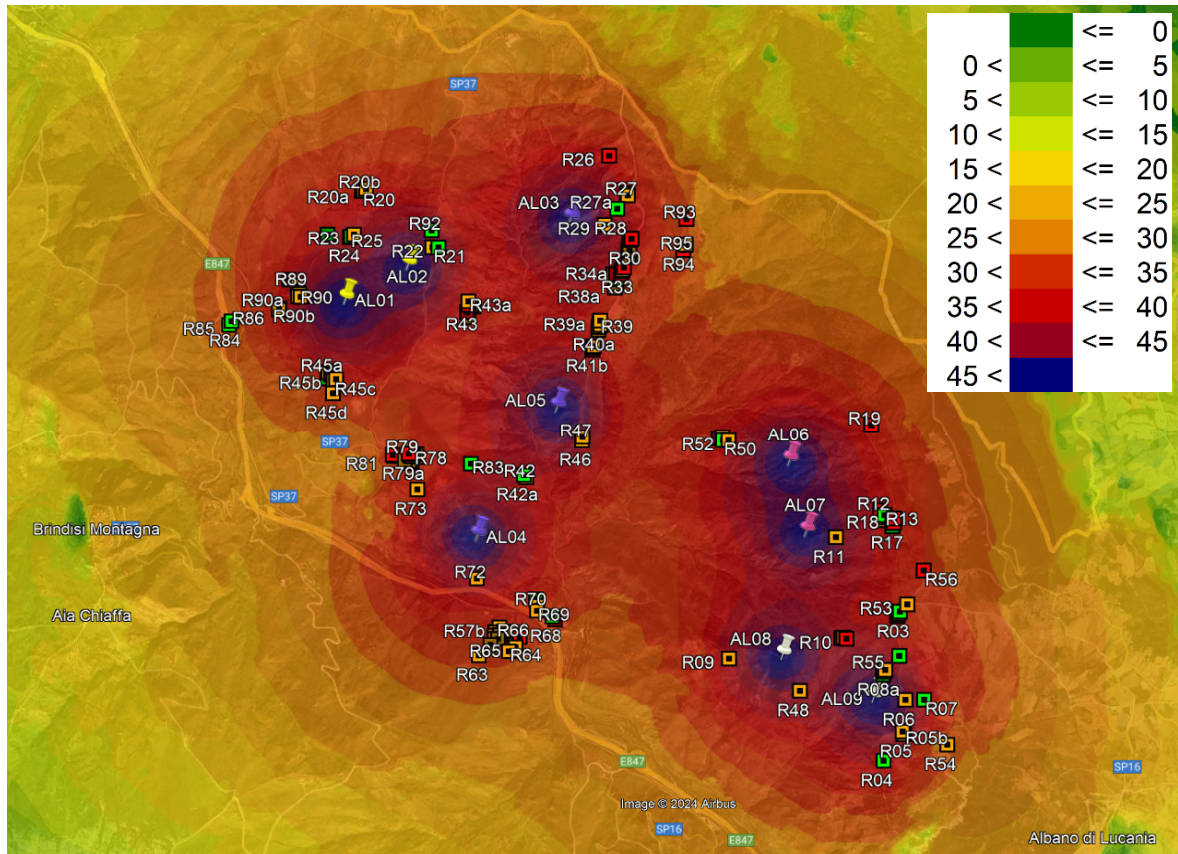 <= 0
0 < <= 5
5 < <= 10
10 < <= 15
15 < <= 20
20 < <= 25
25 < <= 30
30 < <= 35
35 < <= 40
40 < <= 45
45 <
SP37
R26
R20b
R20a R20
R27
AL03 R27a
R93
R92
R23 R25
R29 R28
R24
R22 R21
R95
R30
R94
E847
AL02
R34a
R89
R33
R90a R90 AL01
R38a
R43a
R90b
R86
R43
R85
R39a R39
R84
R40a
R41b
R45a
R45b R45c
AL05
R45d
R19
R47
R52 R50
AL06
SP37
R46
R79
R81 R78
R83 R42
R79a
R42a
SP37
R73
R12
AL07
R18 R13
Brindisi Montagna
AL04
R17
R11
R72
R56
R70
Aia Chiaffa
R69
R53
R03
R57b R66
R68
AL08 R10
R65 R64
R09
R63
R55
R08a
AL09
R48
R07
R06
R05b
R05
R54
E847
R04
SP16
Image © 2024 Airbus
SP16
E847
Albano di Lucania